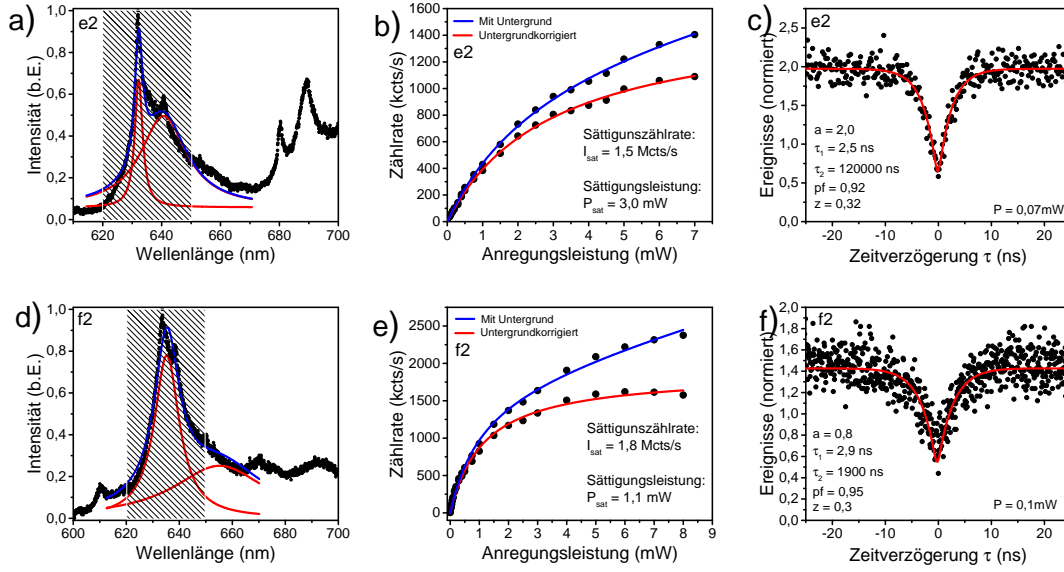 a)
e2
Intensität (b.E.)
1,0
0,8
0,6
0,4
0,2
0,0
620 640 660 680 700
Wellenlänge (nm)
b)
Mit Untergrund
Untergrundkorrigiert
e2
Zählrate (kcts/s)
1600
1400
1200
1000
800
600
400
200
0
Sättigunszählrate:
I_sat = 1,5 Mcts/s
Sättigungsleistung:
P_sat = 3,0 mW
0 1 2 3 4 5 6 7
Anregungsleistung (mW)
c)
e2
Ereignisse (normiert)
2,5
2,0
1,5
1,0
0,5
0,0
a = 2,0
τ_1 = 2,5 ns
τ_2 = 120000 ns
pf = 0,92
z = 0,32
P = 0,07mW
-20 -10 0 10 20
Zeitverzögerung τ (ns)
d)
f2
Intensität (b.E.)
1,0
0,8
0,6
0,4
0,2
0,0
600 620 640 660 680 700
Wellenlänge (nm)
e)
Mit Untergrund
Untergrundkorrigiert
f2
Zählrate (kcts/s)
2500
2000
1500
1000
500
0
Sättigunszählrate:
I_sat = 1,8 Mcts/s
Sättigungsleistung:
P_sat = 1,1 mW
0 1 2 3 4 5 6 7 8 9
Anregungsleistung (mW)
f)
f2
Ereignisse (normiert)
1,8
1,6
1,4
1,2
1,0
0,8
0,6
0,4
0,2
0,0
a = 0,8
τ_1 = 2,9 ns
τ_2 = 1900 ns
pf = 0,95
z = 0,3
P = 0,1mW
-20 -10 0 10 20
Zeitverzögerung τ (ns)